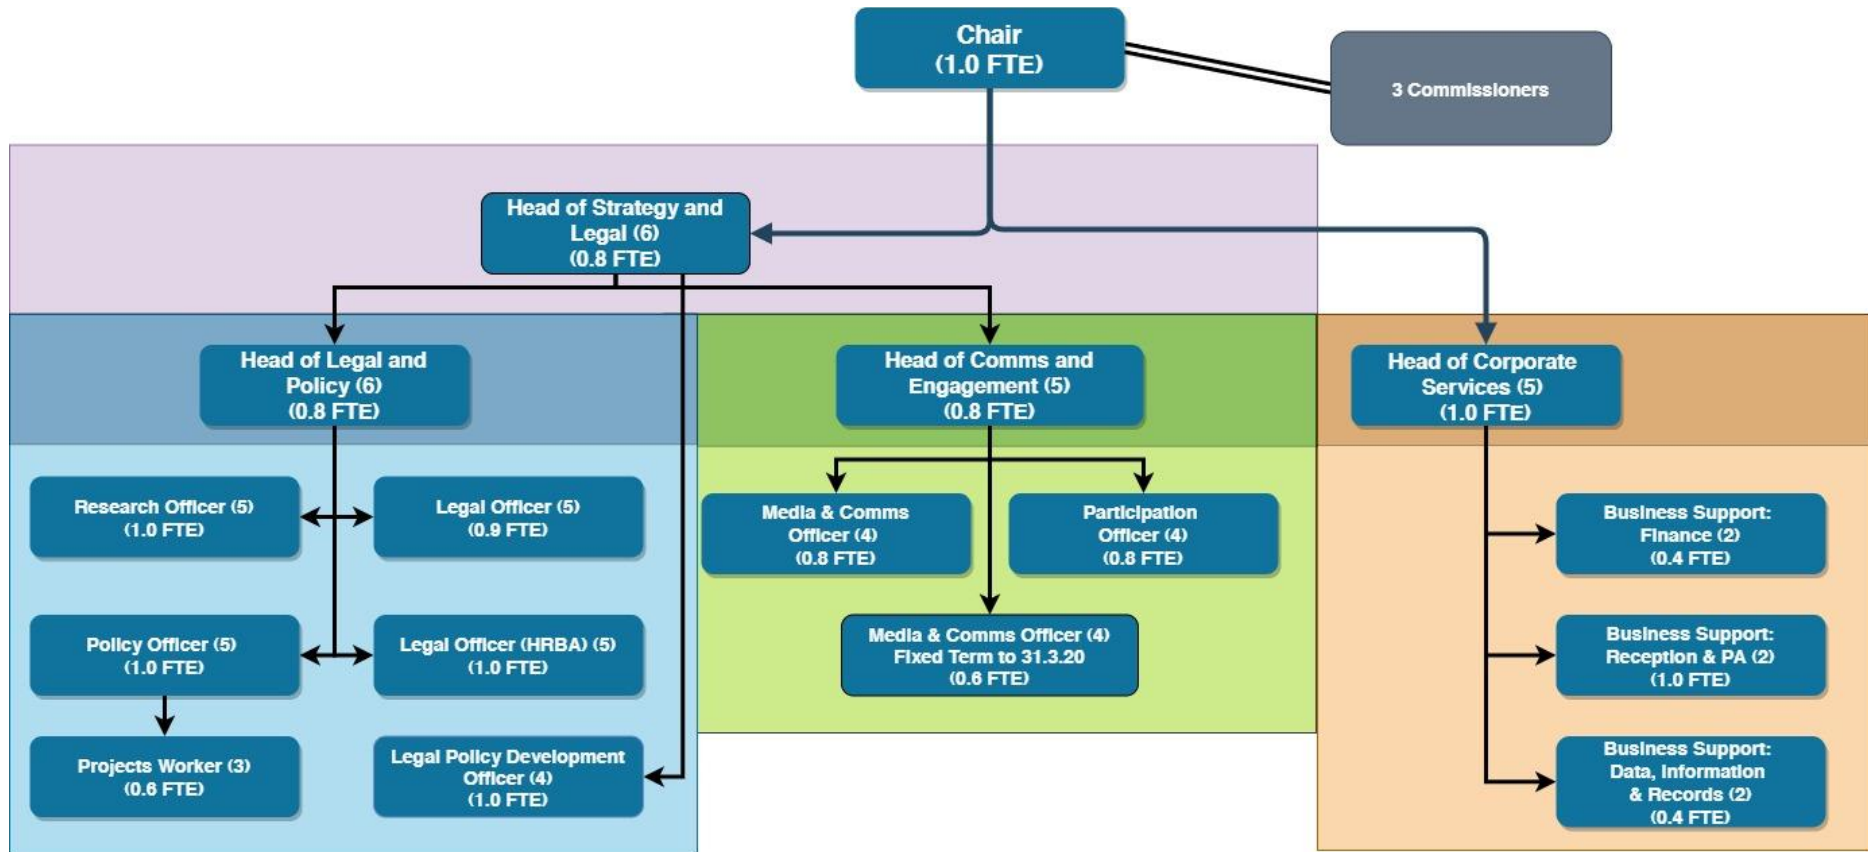 Chair
(1.0 FTE)
3 Commissioners
Head of Strategy and
Legal (6)
(0.8 FTE)
Head of Legal and
Policy (6)
(0.8 FTE)
Head of Comms and
Engagement (5)
(0.8 FTE)
Head of Corporate
Services (5)
(1.0 FTE)
Research Officer (5)
(1.0 FTE)
Legal Officer (5)
(0.9 FTE)
Policy Officer (5)
(1.0 FTE)
Legal Officer (HRBA) (5)
(1.0 FTE)
Projects Worker (3)
(0.6 FTE)
Legal Policy Development
Officer (4)
(1.0 FTE)
Media & Comms
Officer (4)
(0.8 FTE)
Participation
Officer (4)
(0.8 FTE)
Media & Comms Officer (4)
Fixed Term to 31.3.20
(0.6 FTE)
Business Support:
Finance (2)
(0.4 FTE)
Business Support:
Reception & PA (2)
(1.0 FTE)
Business Support:
Data, Information
& Records (2)
(0.4 FTE)